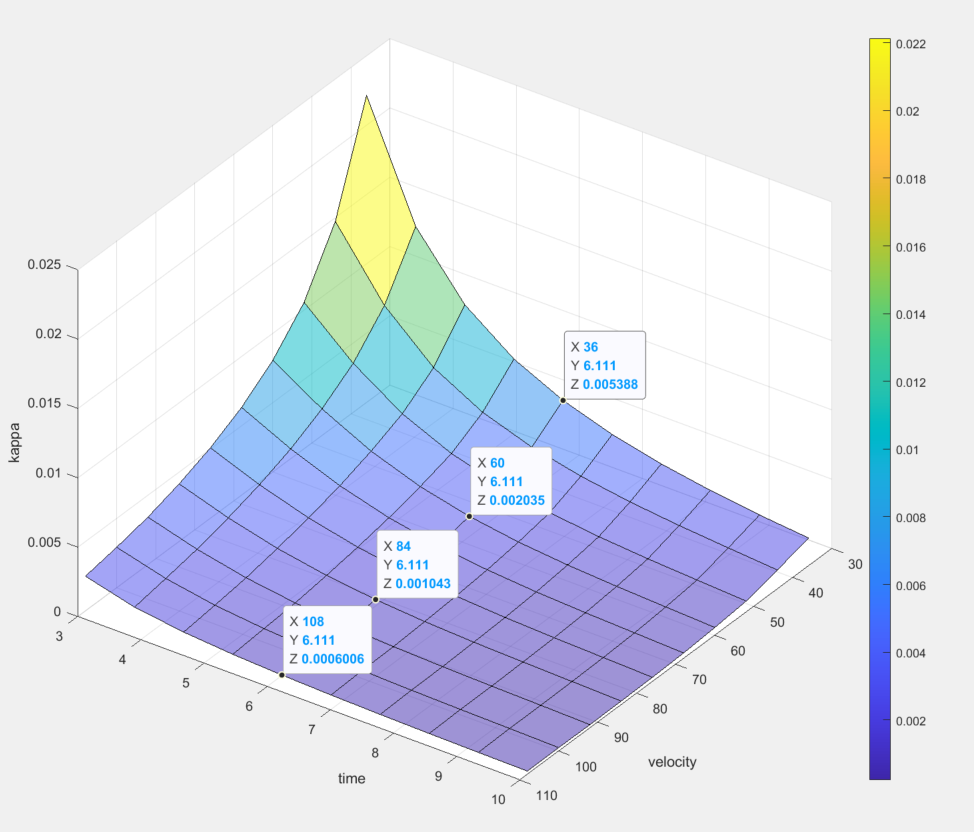 0.022
0.02
0.018
0.016
0.014
0.012
0.01
0.008
0.006
0.004
0.002
0.025
0.02
0.015
0.01
0.005
0
kappa
X 36
Y 6.111
Z 0.005388
X 60
Y 6.111
Z 0.002035
X 84
Y 6.111
Z 0.001043
X 108
Y 6.111
Z 0.0006006
3
4
5
6
7
8
9
10
time
30
40
50
60
70
80
90
100
110
velocity